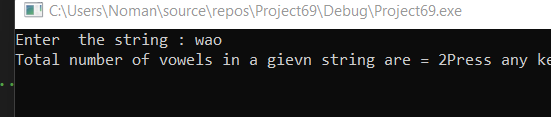 C:\Users\Noman\source\repos\Project69\Debug\Project69.exe
Enter  the string : wao
Total number of vowels in a gievn string are = 2Press any ke